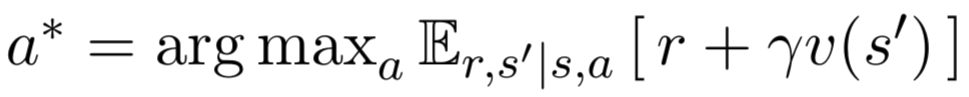 a* = arg max_a 𝔼_{r,s′|s,a} [ r + γv(s′) ]